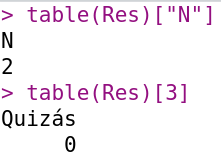 > table(Res)["N"]
N
2
> table(Res)[3]
Quizás
0